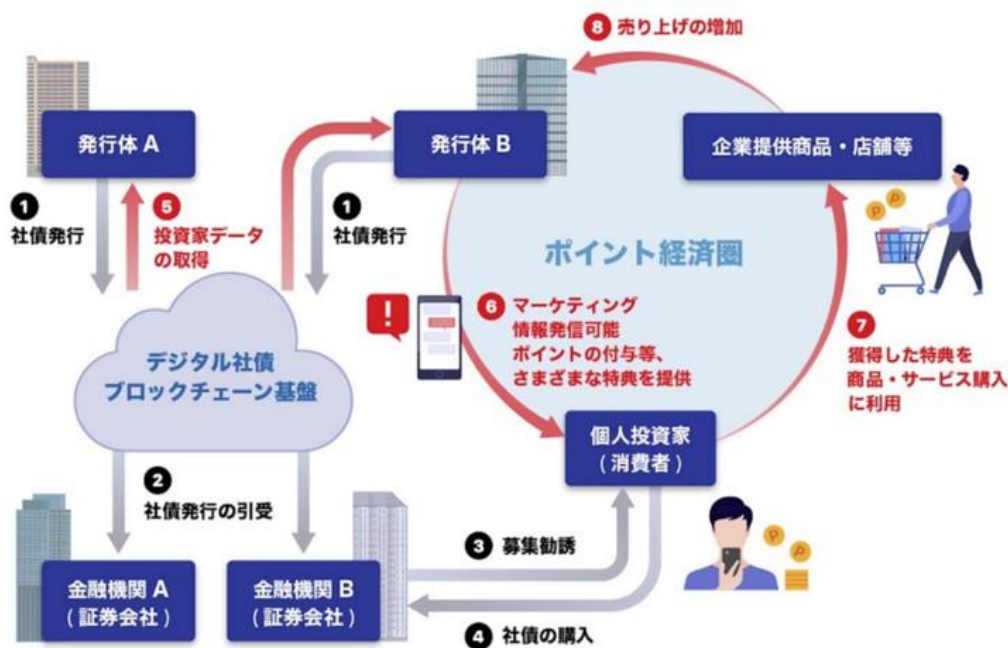 8 売り上げの増加
発行体 A
発行体 B
企業提供商品・店舗等
1
社債発行
5
投資家データ
の取得
1
社債発行
ポイント経済圏
!
6 マーケティング
情報発信可能
ポイントの付与等、
さまざまな特典を提供
P
P
7
獲得した特典を
商品・サービス購入
に利用
デジタル社債
ブロックチェーン基盤
個人投資家
(消費者)
2
社債発行の引受
3 募集勧誘
P
P
金融機関 A
(証券会社)
金融機関 B
(証券会社)
4 社債の購入